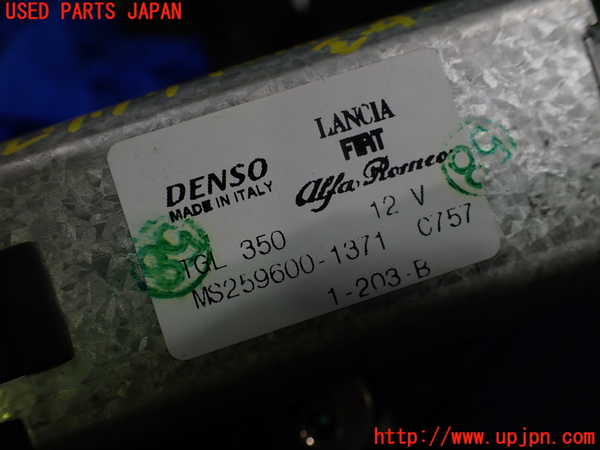 USED PARTS JAPAN
DENSO
MADE IN ITALY
LANCIA
FIAT
Alfa Romeo
TGL 350
12 V
MS259600-1371
C757
1-203-B
http://www.upjpn.com/